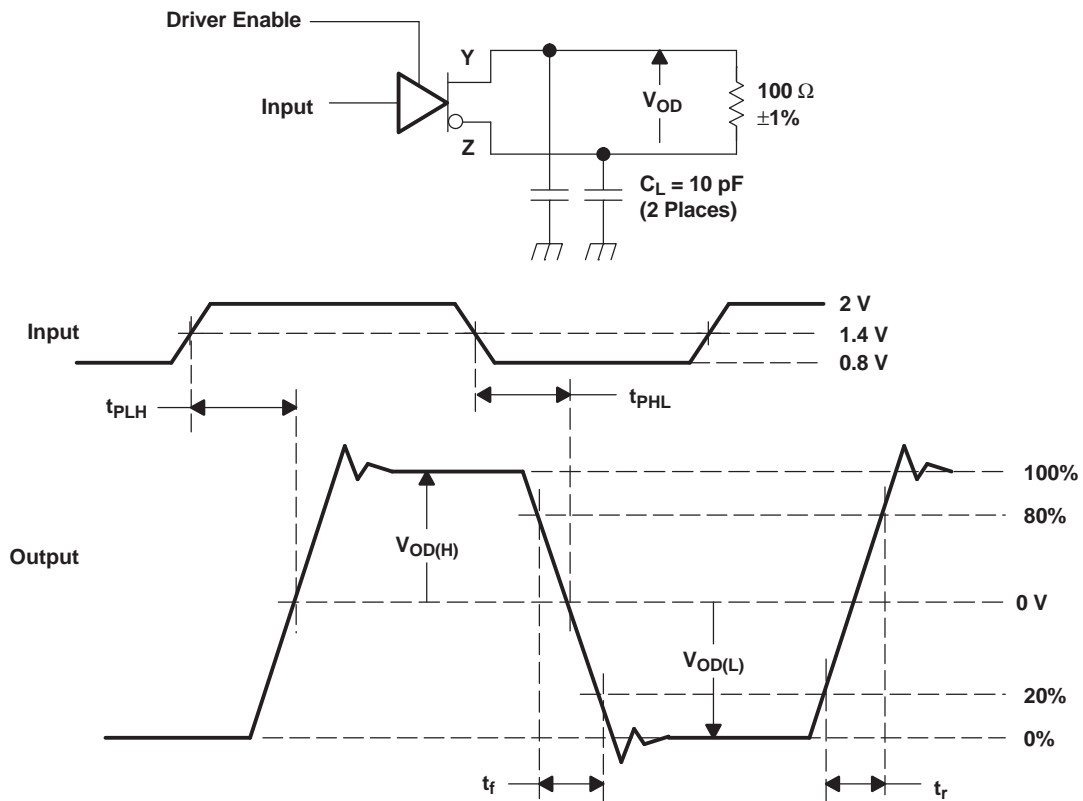 Driver Enable
Y
Input
V_OD
100 Ω
±1%
Z
C_L = 10 pF
(2 Places)
2 V
Input
1.4 V
0.8 V
t_PLH
t_PHL
100%
80%
V_OD(H)
Output
0 V
V_OD(L)
20%
0%
t_f
t_r